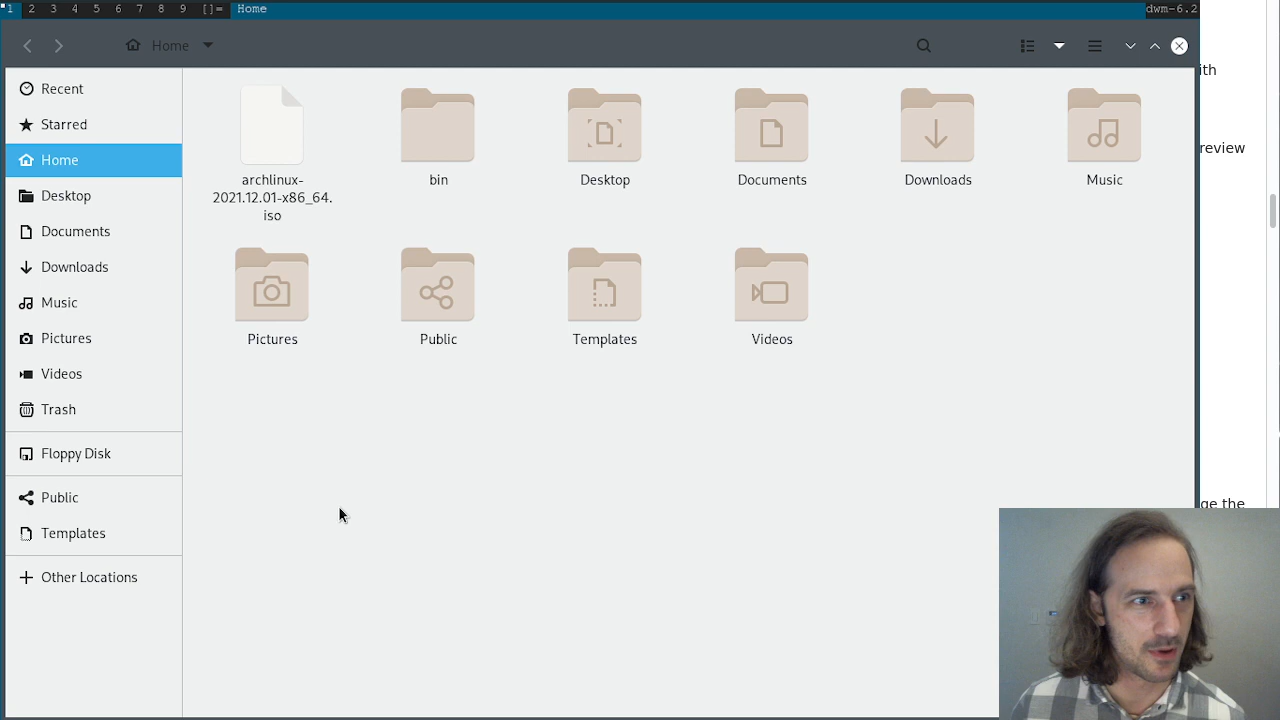 1 2 3 4 5 6 7 8 9 []= Home dwm-6.2
Home
Recent
Starred
Home
Desktop
Documents
Downloads
Music
Pictures
Videos
Trash
Floppy Disk
Public
Templates
Other Locations
archlinux-
2021.12.01-x86_64.
iso
bin
Desktop
Documents
Downloads
Music
Pictures
Public
Templates
Videos
ith
review
ge the